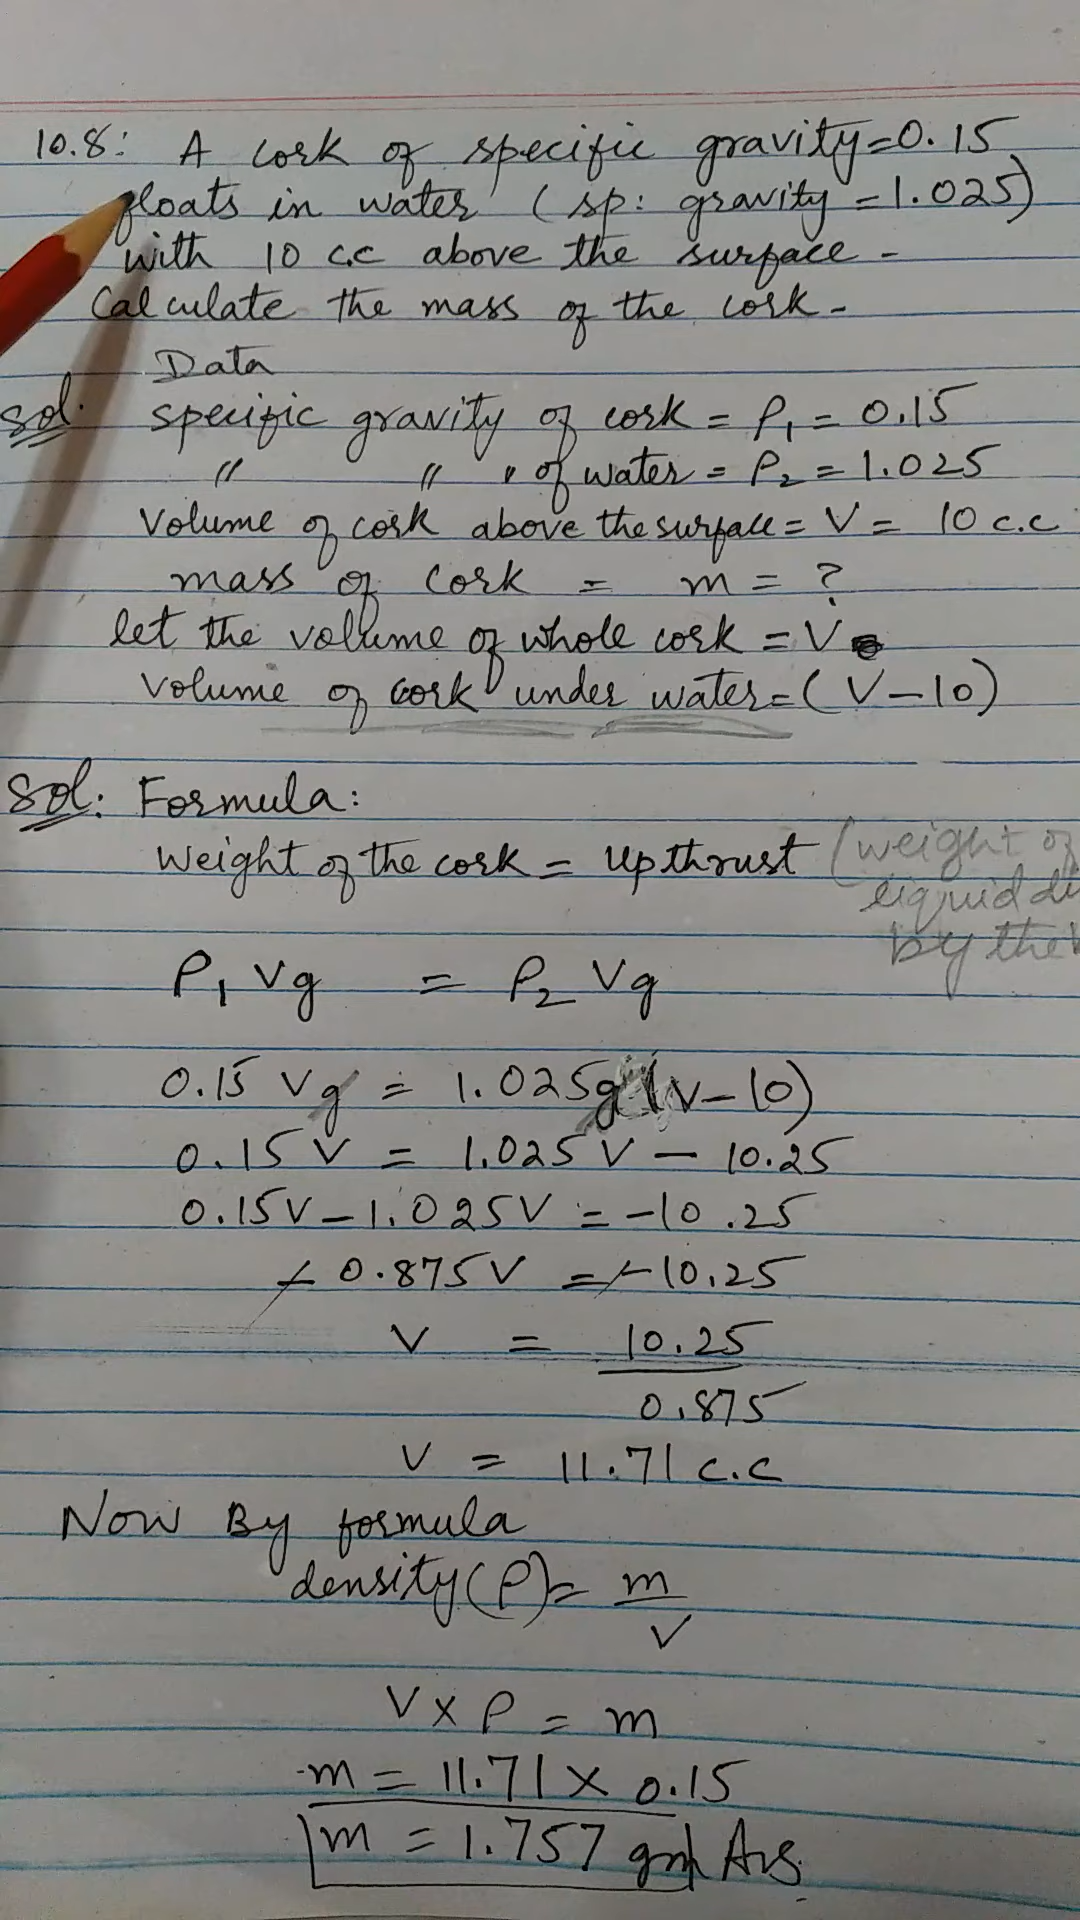 10.8: A cork of specific gravity=0.15
floats in water (sp: gravity =1.025)
with 10 c.c above the surface -
Calculate the mass of the cork-
Data
Sol: specific gravity of cork = ρ₁ = 0.15
〃 〃 〃 of water = ρ₂ = 1.025
Volume of cork above the surface = V = 10 c.c
mass of cork = m = ?
let the volume of whole cork = V
Volume of cork under water=(V-10)
Sol: Formula:
Weight of the cork = upthrust (weight of
liquid
by the
ρ₁ Vg = ρ₂ Vg
0.15 Vg = 1.025g (V-10)
0.15 V = 1.025 V - 10.25
0.15V-1.025V = -10.25
- 0.875V = -10.25
V = 10.25
0.875
V = 11.71 c.c
Now By formula
density(ρ)= m
V
V x ρ = m
m = 11.71 x 0.15
m = 1.757 gm Ans